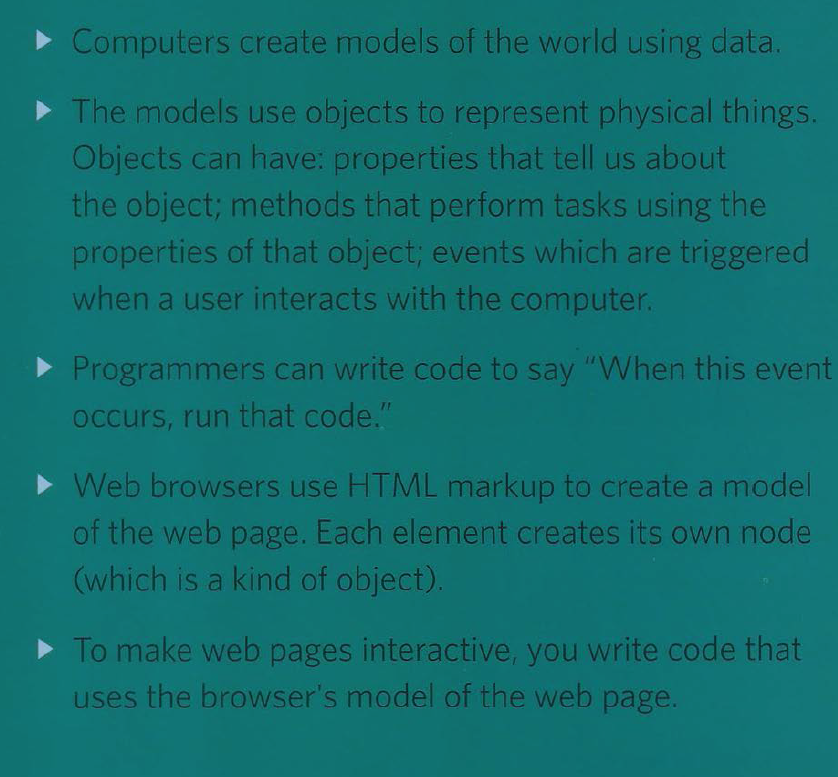 ▶ Computers create models of the world using data.
▶ The models use objects to represent physical things.
Objects can have: properties that tell us about
the object; methods that perform tasks using the
properties of that object; events which are triggered
when a user interacts with the computer.
▶ Programmers can write code to say "When this event
occurs, run that code."
▶ Web browsers use HTML markup to create a model
of the web page. Each element creates its own node
(which is a kind of object).
▶ To make web pages interactive, you write code that
uses the browser's model of the web page.